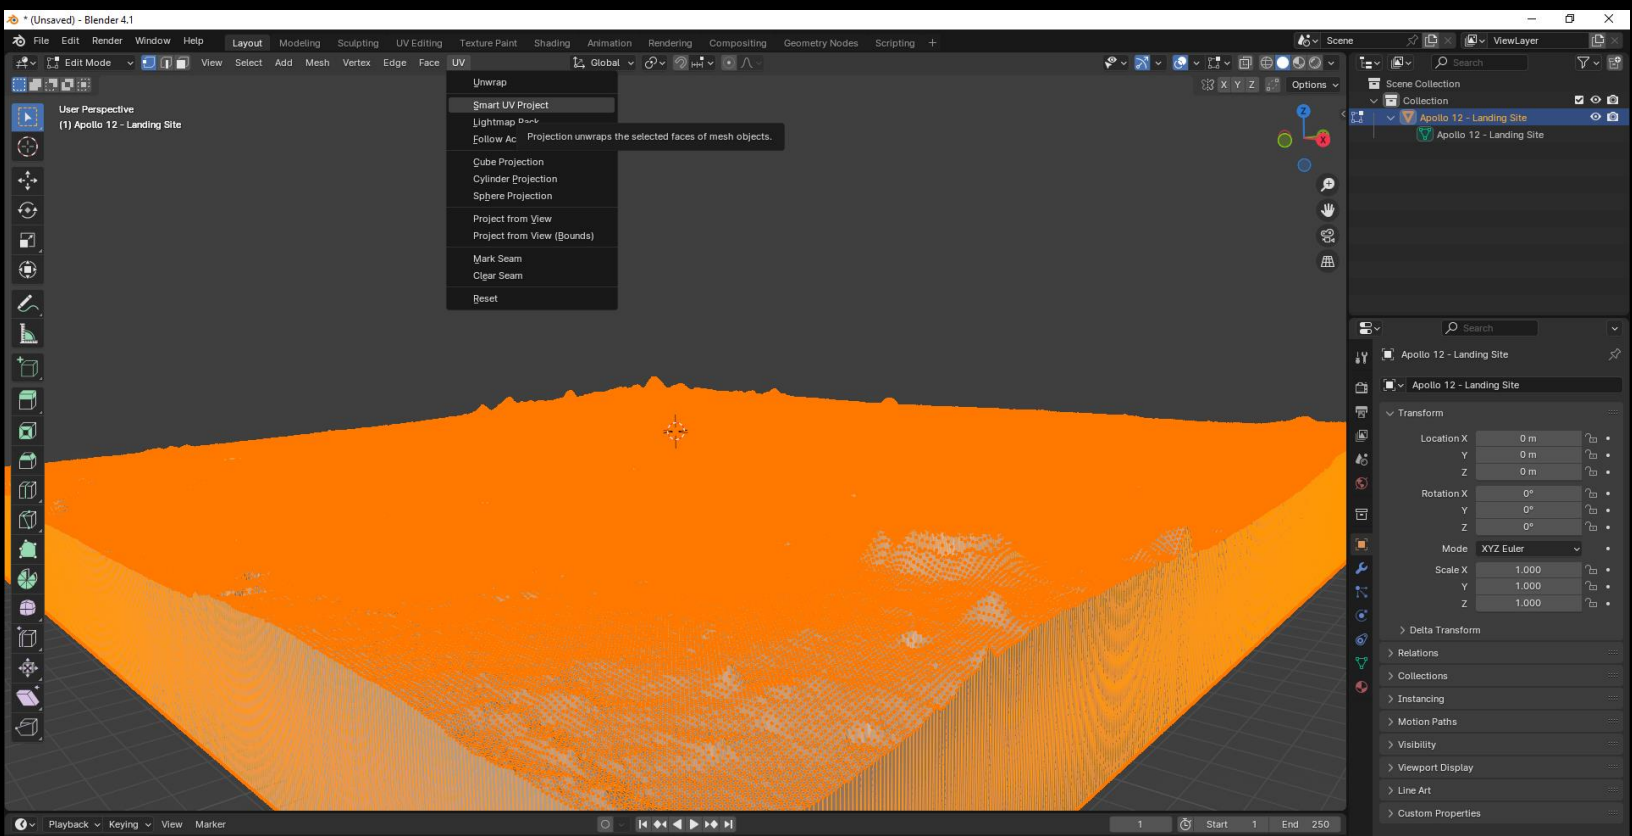 * (Unsaved) - Blender 4.1
File Edit Render Window Help Layout Modeling Sculpting UV Editing Texture Paint Shading Animation Rendering Compositing Geometry Nodes Scripting + Scene ViewLayer
Edit Mode View Select Add Mesh Vertex Edge Face UV Global Search
X Y Z Options
User Perspective
(1) Apollo 12 - Landing Site
Unwrap
Smart UV Project
Lightmap Pack
Follow Ac
Projection unwraps the selected faces of mesh objects.
Cube Projection
Cylinder Projection
Sphere Projection
Project from View
Project from View (Bounds)
Mark Seam
Clear Seam
Reset
Z
X
Scene Collection
Collection
Apollo 12 - Landing Site
Apollo 12 - Landing Site
Search
Apollo 12 - Landing Site
Apollo 12 - Landing Site
Transform
Location X 0 m
Y 0 m
Z 0 m
Rotation X 0°
Y 0°
Z 0°
Mode XYZ Euler
Scale X 1.000
Y 1.000
Z 1.000
Delta Transform
Relations
Collections
Instancing
Motion Paths
Visibility
Viewport Display
Line Art
Custom Properties
Playback Keying View Marker 1 Start 1 End 250